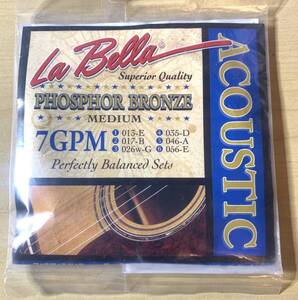 La Bella
Superior Quality
PHOSPHOR BRONZE
MEDIUM
7GPM
1 013-E 4 035-D
2 017-B 5 046-A
3 026w-G 6 056-E
Perfectly Balanced Sets
ACOUSTIC